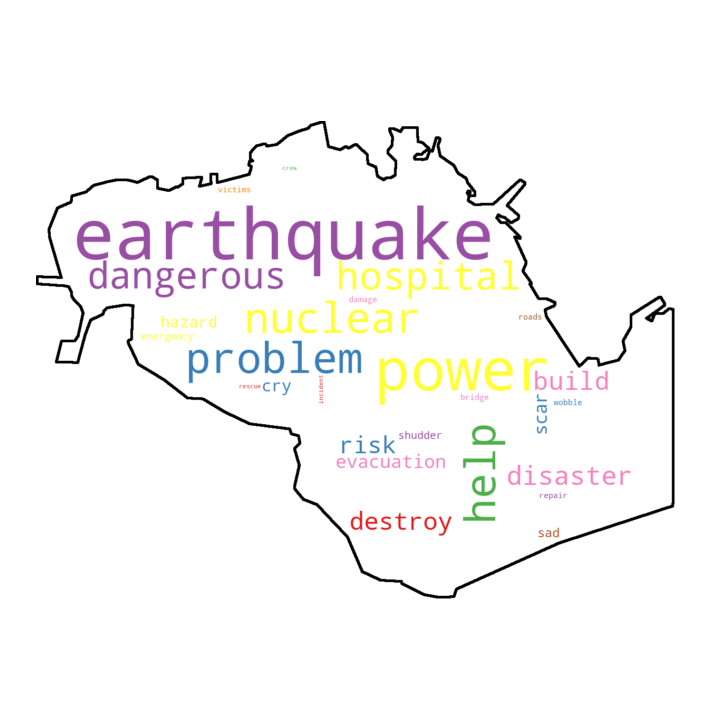 crew
victims
earthquake
dangerous
hospital
damage
nuclear
roads
hazard
emergency
problem
power
build
rescue
cry
incident
bridge
scar
wobble
shudder
risk
help
evacuation
disaster
repair
destroy
sad